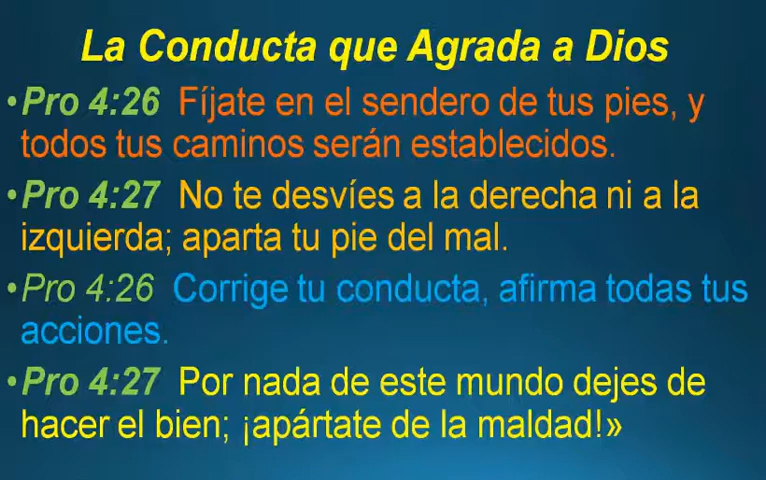 La Conducta que Agrada a Dios
•Pro 4:26 Fíjate en el sendero de tus pies, y
todos tus caminos serán establecidos.
•Pro 4:27 No te desvíes a la derecha ni a la
izquierda; aparta tu pie del mal.
•Pro 4:26 Corrige tu conducta, afirma todas tus
acciones.
•Pro 4:27 Por nada de este mundo dejes de
hacer el bien; ¡apártate de la maldad!»